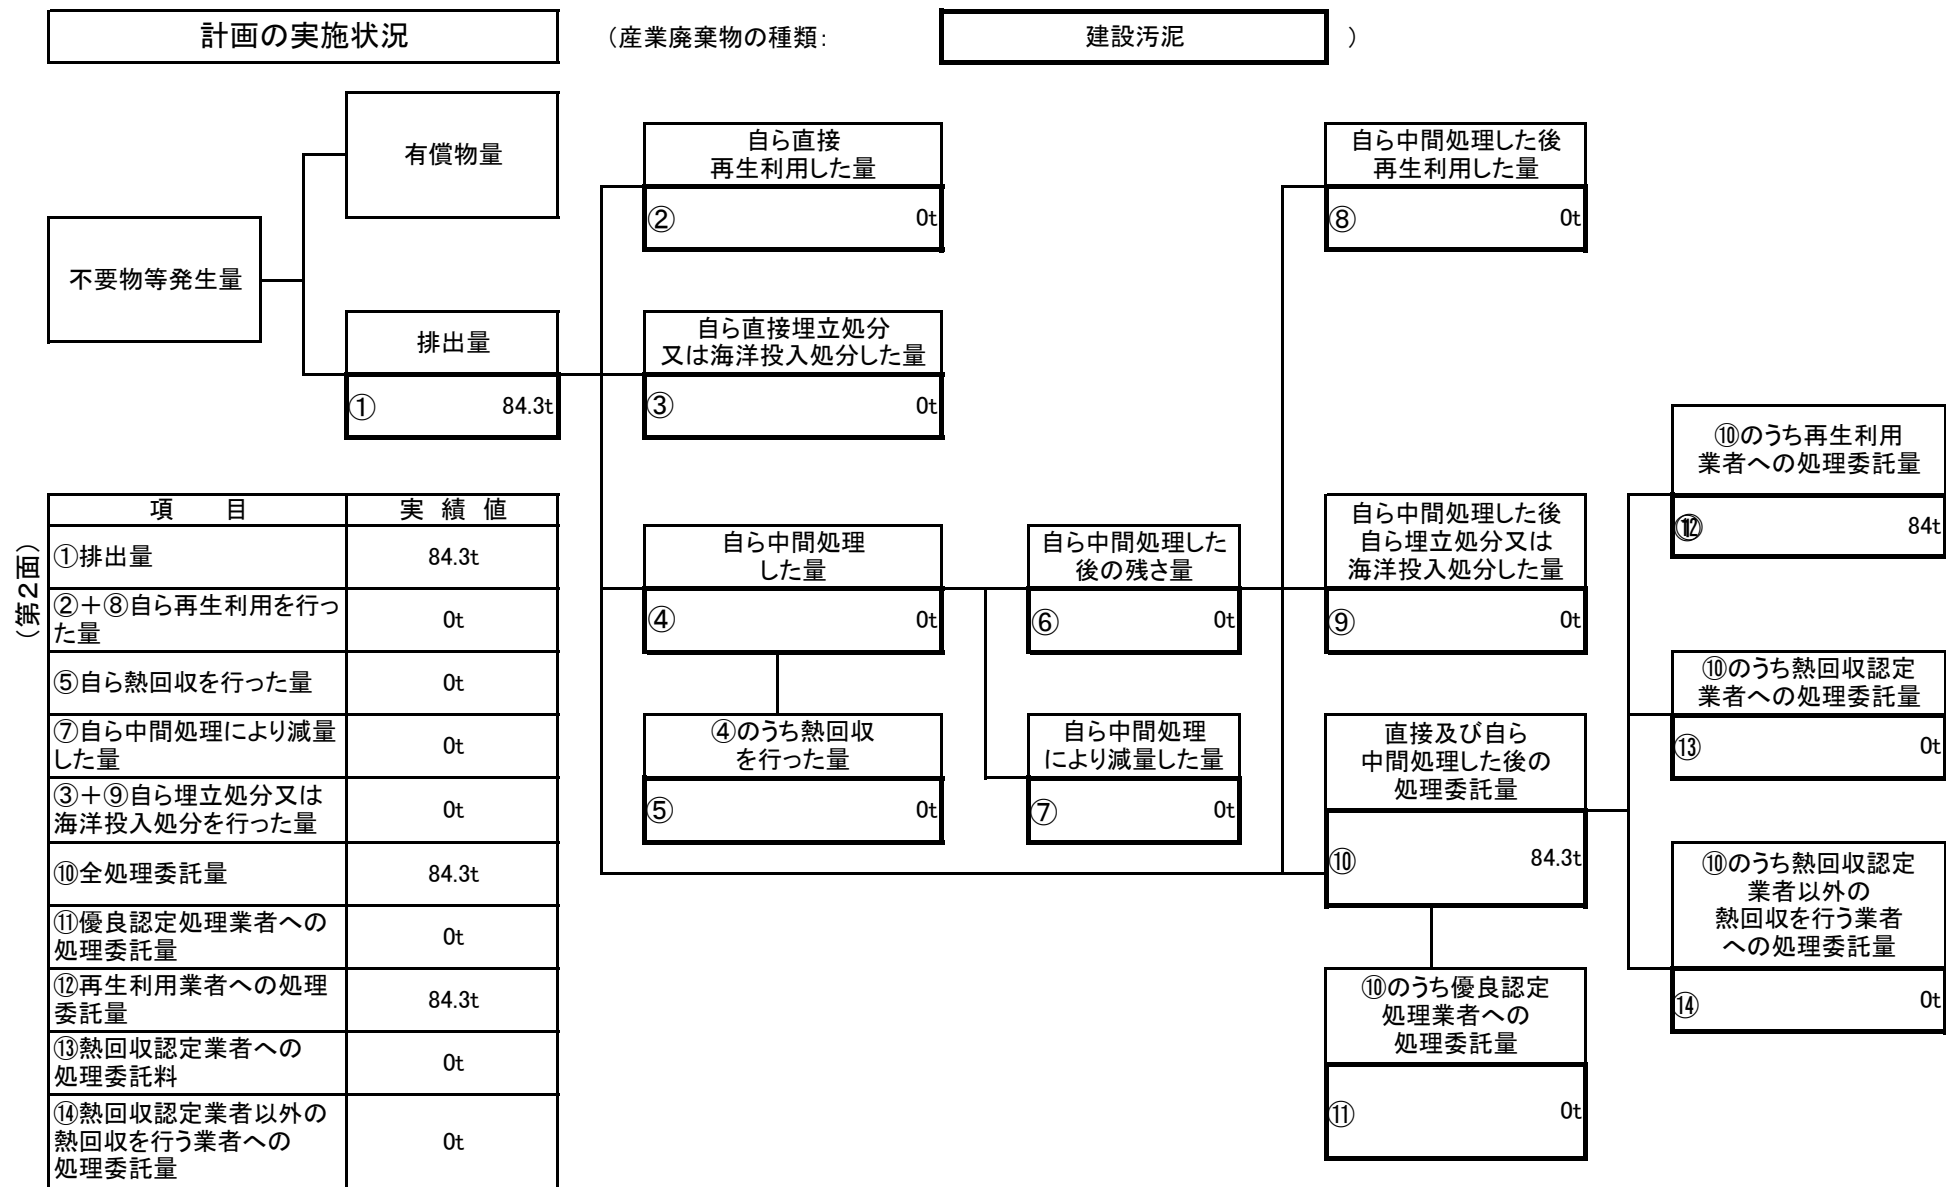 計画の実施状況
（産業廃棄物の種類：
建設汚泥
）
有償物量
不要物等発生量
排出量
① 84.3t
自ら直接
再生利用した量
② 0t
自ら直接埋立処分
又は海洋投入処分した量
③ 0t
自ら中間処理
した量
④ 0t
④のうち熱回収
を行った量
⑤ 0t
自ら中間処理した
後の残さ量
⑥ 0t
自ら中間処理
により減量した量
⑦ 0t
自ら中間処理した後
再生利用した量
⑧ 0t
自ら中間処理した後
自ら埋立処分又は
海洋投入処分した量
⑨ 0t
直接及び自ら
中間処理した後の
処理委託量
⑩ 84.3t
⑩のうち優良認定
処理業者への
処理委託量
⑪ 0t
⑩のうち再生利用
業者への処理委託量
⑫ 84t
⑩のうち熱回収認定
業者への処理委託量
⑬ 0t
⑩のうち熱回収認定
業者以外の
熱回収を行う業者
への処理委託量
⑭ 0t
（第2面）
項　目 実 績 値
①排出量 84.3t
②＋⑧自ら再生利用を行っ
た量 0t
⑤自ら熱回収を行った量 0t
⑦自ら中間処理により減量
した量 0t
③＋⑨自ら埋立処分又は
海洋投入処分を行った量 0t
⑩全処理委託量 84.3t
⑪優良認定処理業者への
処理委託量 0t
⑫再生利用業者への処理
委託量 84.3t
⑬熱回収認定業者への
処理委託料 0t
⑭熱回収認定業者以外の
熱回収を行う業者への
処理委託量 0t